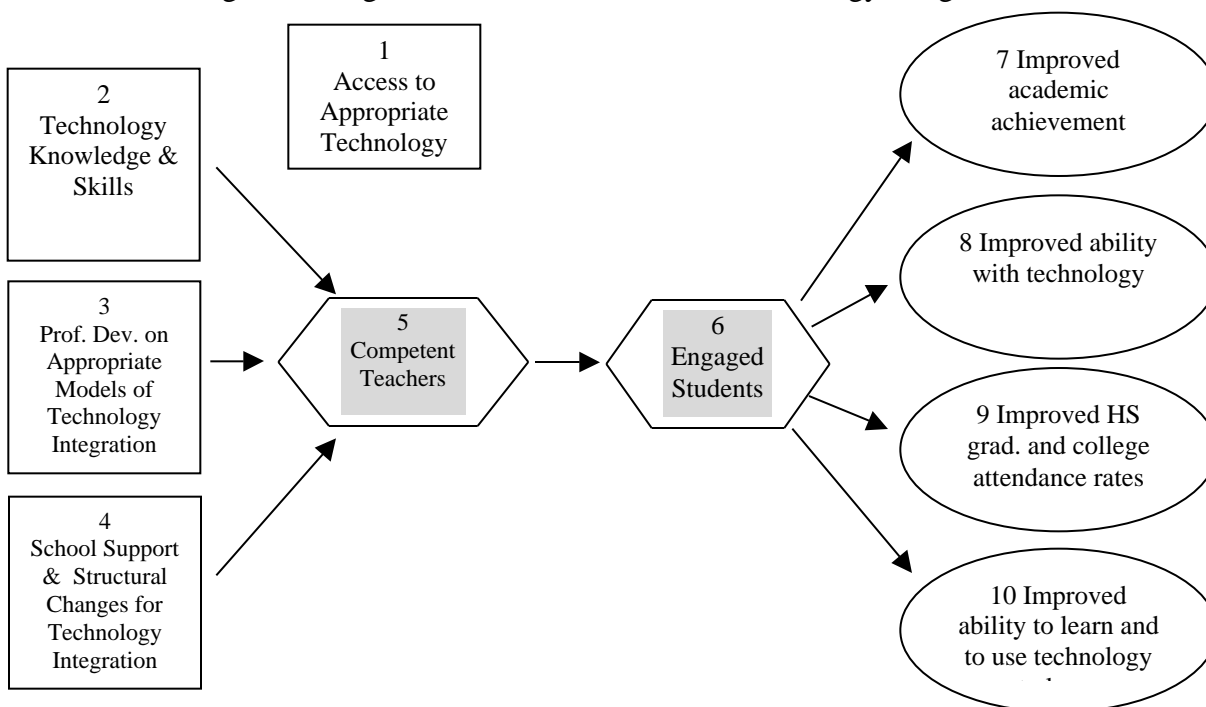 1
Access to
Appropriate
Technology
2
Technology
Knowledge &
Skills
3
Prof. Dev. on
Appropriate
Models of
Technology
Integration
4
School Support
& Structural
Changes for
Technology
Integration
5
Competent
Teachers
6
Engaged
Students
7 Improved
academic
achievement
8 Improved ability
with technology
9 Improved HS
grad. and college
attendance rates
10 Improved
ability to learn and
to use technology